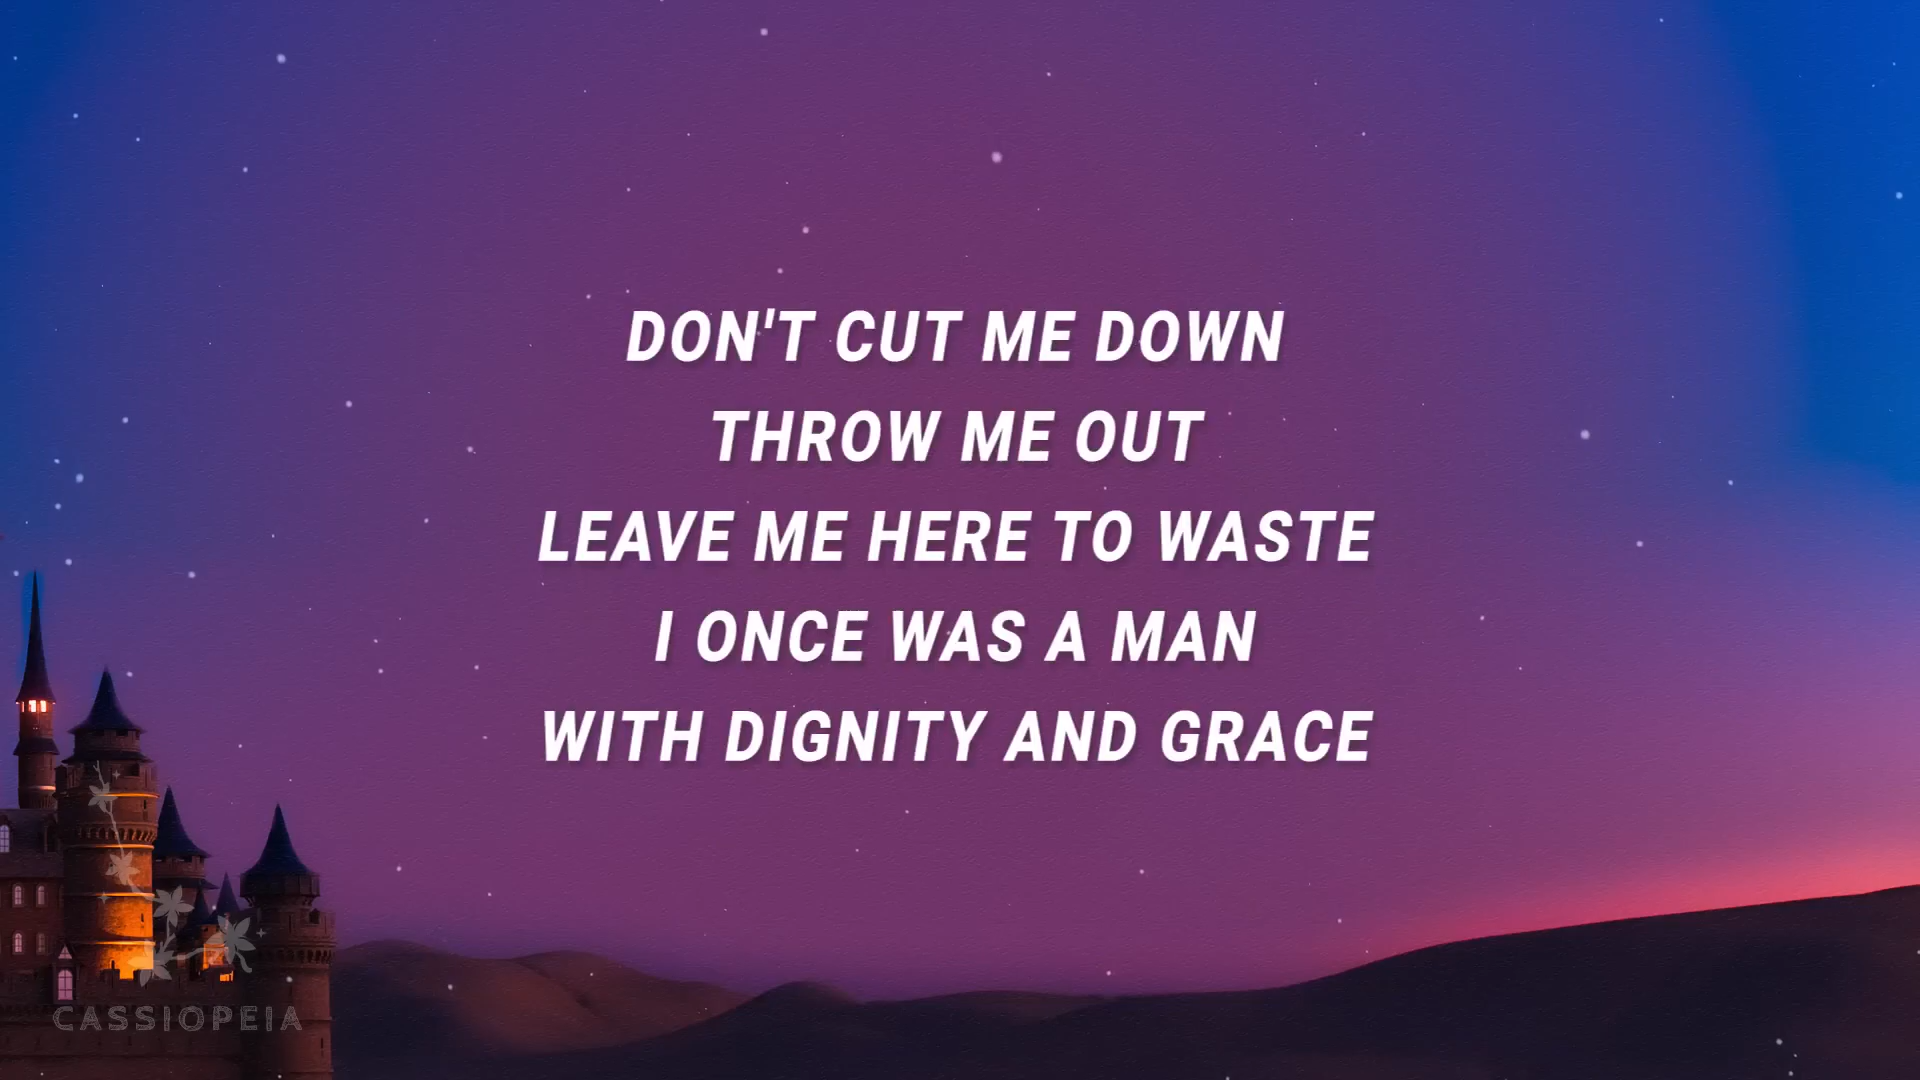 DON'T CUT ME DOWN
THROW ME OUT
LEAVE ME HERE TO WASTE
I ONCE WAS A MAN
WITH DIGNITY AND GRACE
CASSIOPEIA